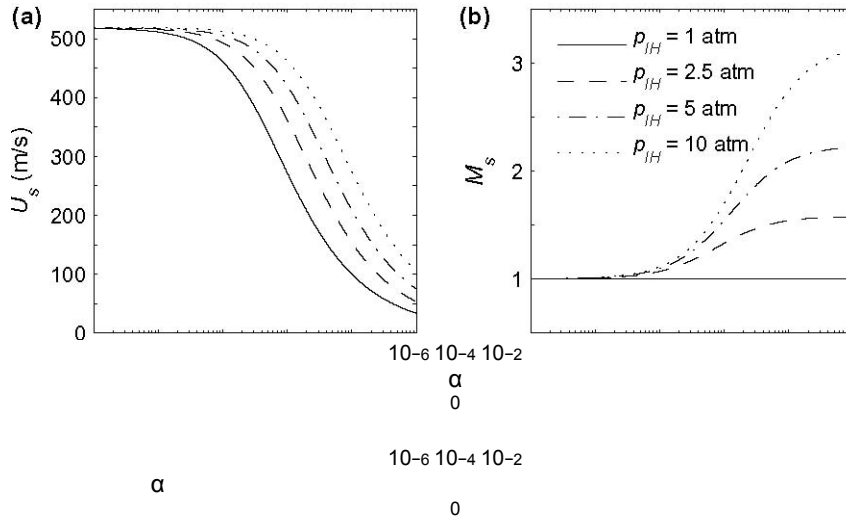 (a)
500
400
300
200
100
0
U_s (m/s)
(b)
3
2
1
M_s
p_IH = 1 atm
p_IH = 2.5 atm
p_IH = 5 atm
p_IH = 10 atm
10−6 10−4 10−2
α
0
10−6 10−4 10−2
α
0